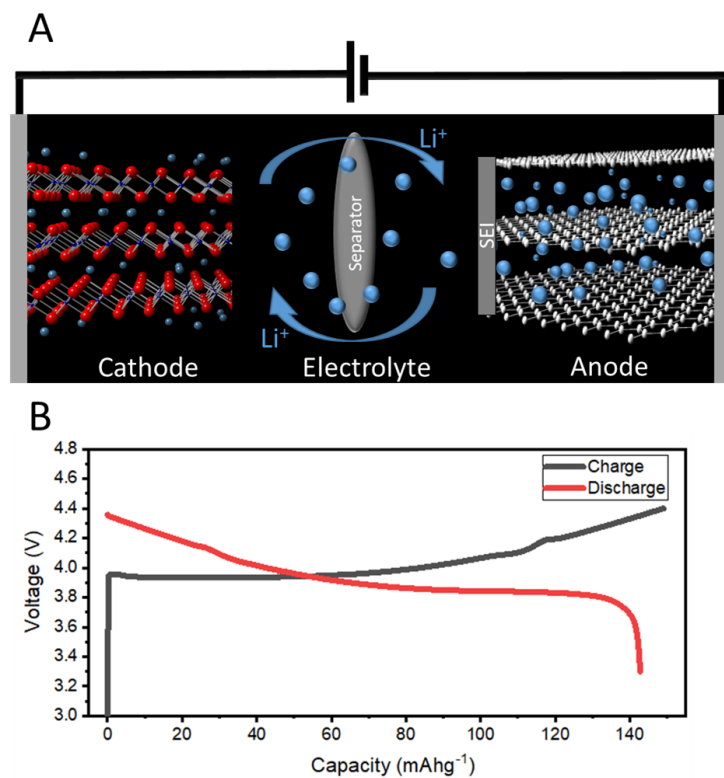 A
Li⁺
Separator
SEI
Li⁺
Cathode
Electrolyte
Anode
B
4.8
4.6
4.4
4.2
4.0
3.8
3.6
3.4
3.2
3.0
Voltage (V)
Charge
Discharge
0 20 40 60 80 100 120 140
Capacity (mAhg⁻¹)